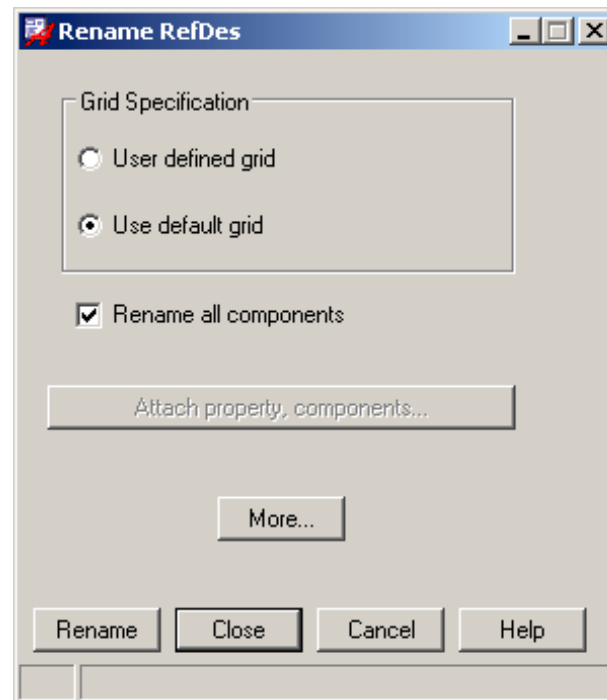 Rename RefDes
Grid Specification
User defined grid
Use default grid
Rename all components
Attach property, components...
More...
Rename Close Cancel Help